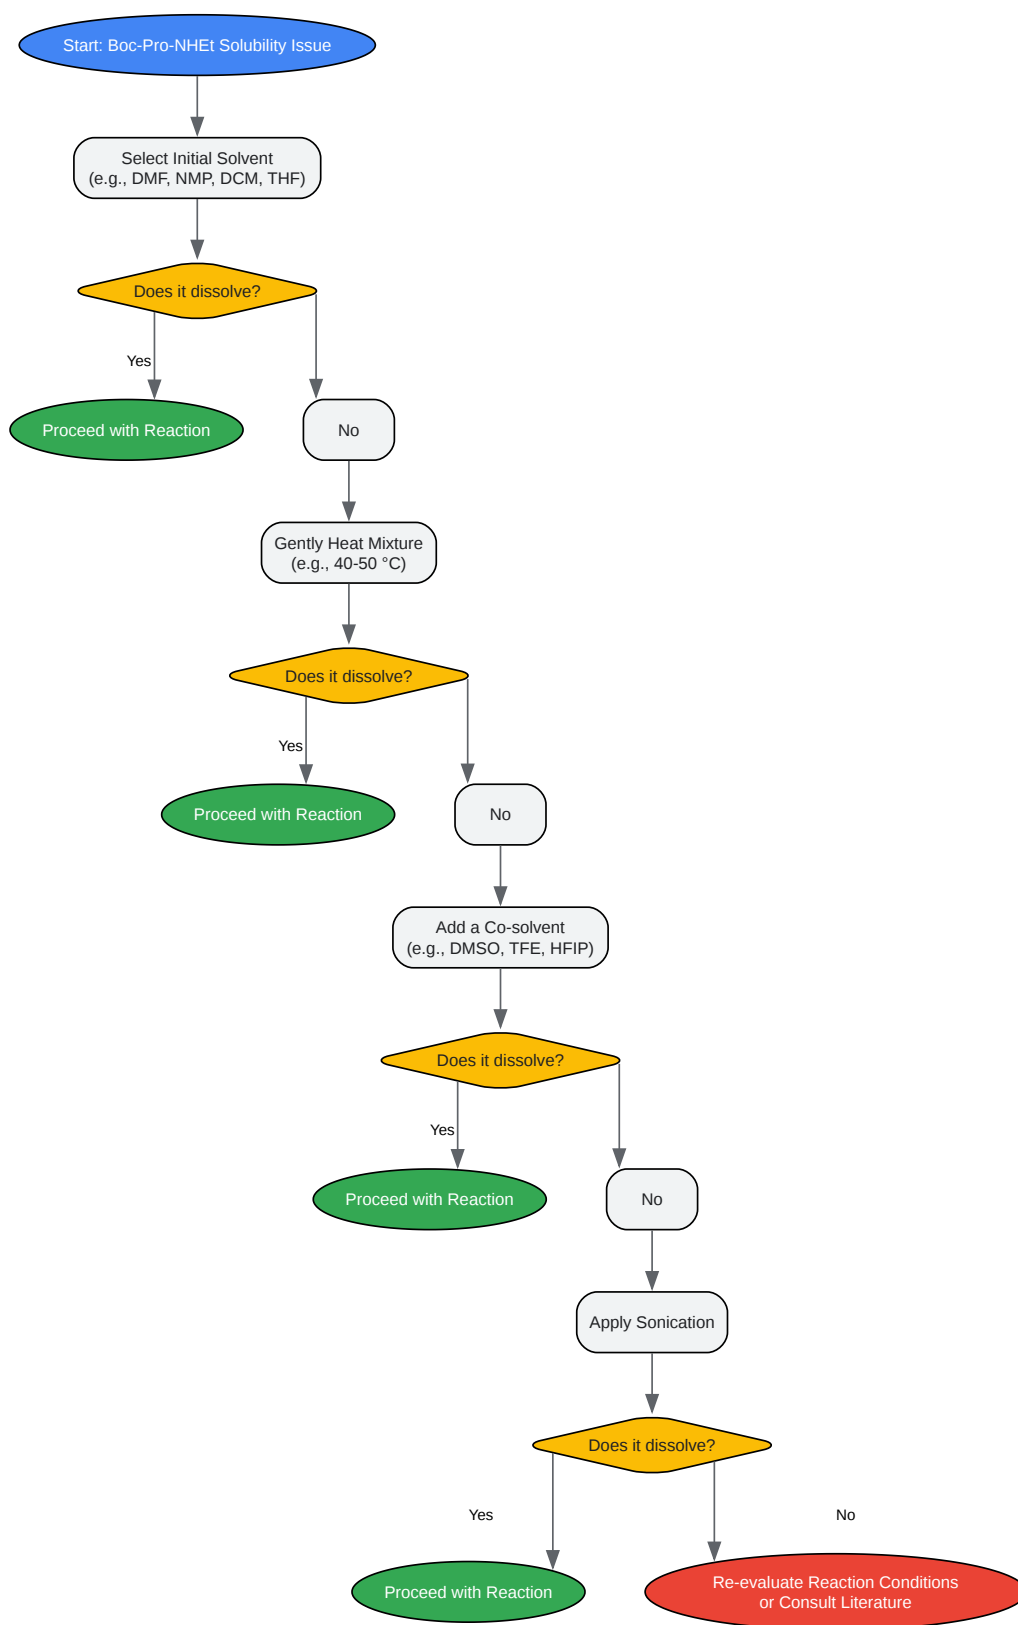 Start: Boc-Pro-NHEt Solubility Issue
Select Initial Solvent
(e.g., DMF, NMP, DCM, THF)
Does it dissolve?
Yes
Proceed with Reaction
No
Gently Heat Mixture
(e.g., 40-50 °C)
Does it dissolve?
Yes
Proceed with Reaction
No
Add a Co-solvent
(e.g., DMSO, TFE, HFIP)
Does it dissolve?
Yes
Proceed with Reaction
No
Apply Sonication
Does it dissolve?
Yes
No
Proceed with Reaction
Re-evaluate Reaction Conditions
or Consult Literature